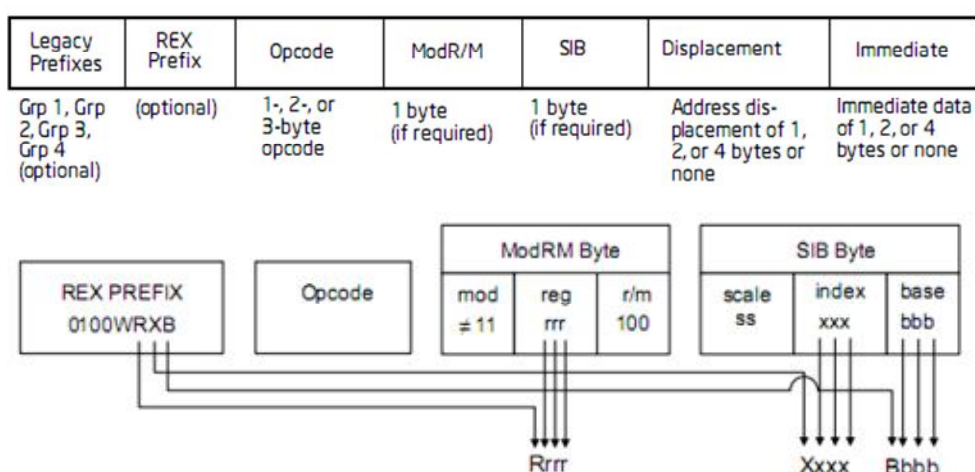 Legacy Prefixes
REX Prefix
Opcode
ModR/M
SIB
Displacement
Immediate
Grp 1, Grp
2, Grp 3,
Grp 4
(optional)
(optional)
1-, 2-, or
3-byte
opcode
1 byte
(if required)
1 byte
(if required)
Address dis-
placement of 1,
2, or 4 bytes or
none
Immediate data
of 1, 2, or 4
bytes or none
ModRM Byte
SIB Byte
REX PREFIX
0100WRXB
Opcode
mod
≠ 11
reg
rrr
r/m
100
scale
ss
index
xxx
base
bbb
Rrrr
Xxxx
Bbbb